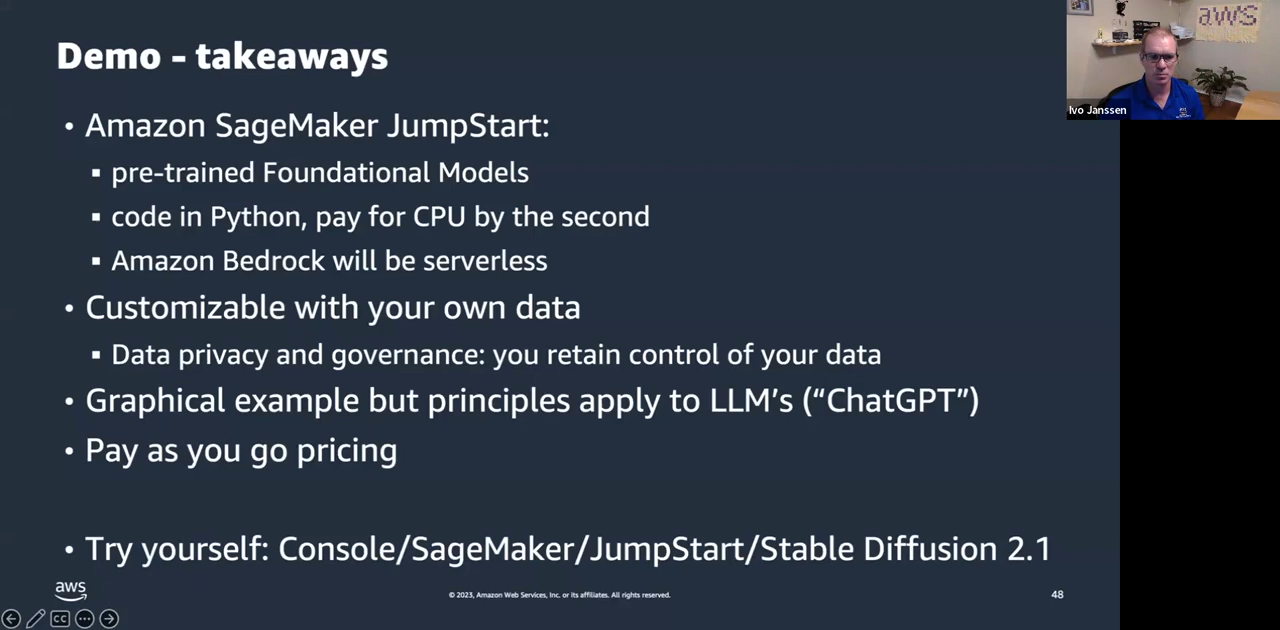 Demo - takeaways
• Amazon SageMaker JumpStart:
▪ pre-trained Foundational Models
▪ code in Python, pay for CPU by the second
▪ Amazon Bedrock will be serverless
• Customizable with your own data
▪ Data privacy and governance: you retain control of your data
• Graphical example but principles apply to LLM's (“ChatGPT”)
• Pay as you go pricing
• Try yourself: Console/SageMaker/JumpStart/Stable Diffusion 2.1
aws
© 2023, Amazon Web Services, Inc. or its affiliates. All rights reserved.
48
CC
aws
Ivo Janssen